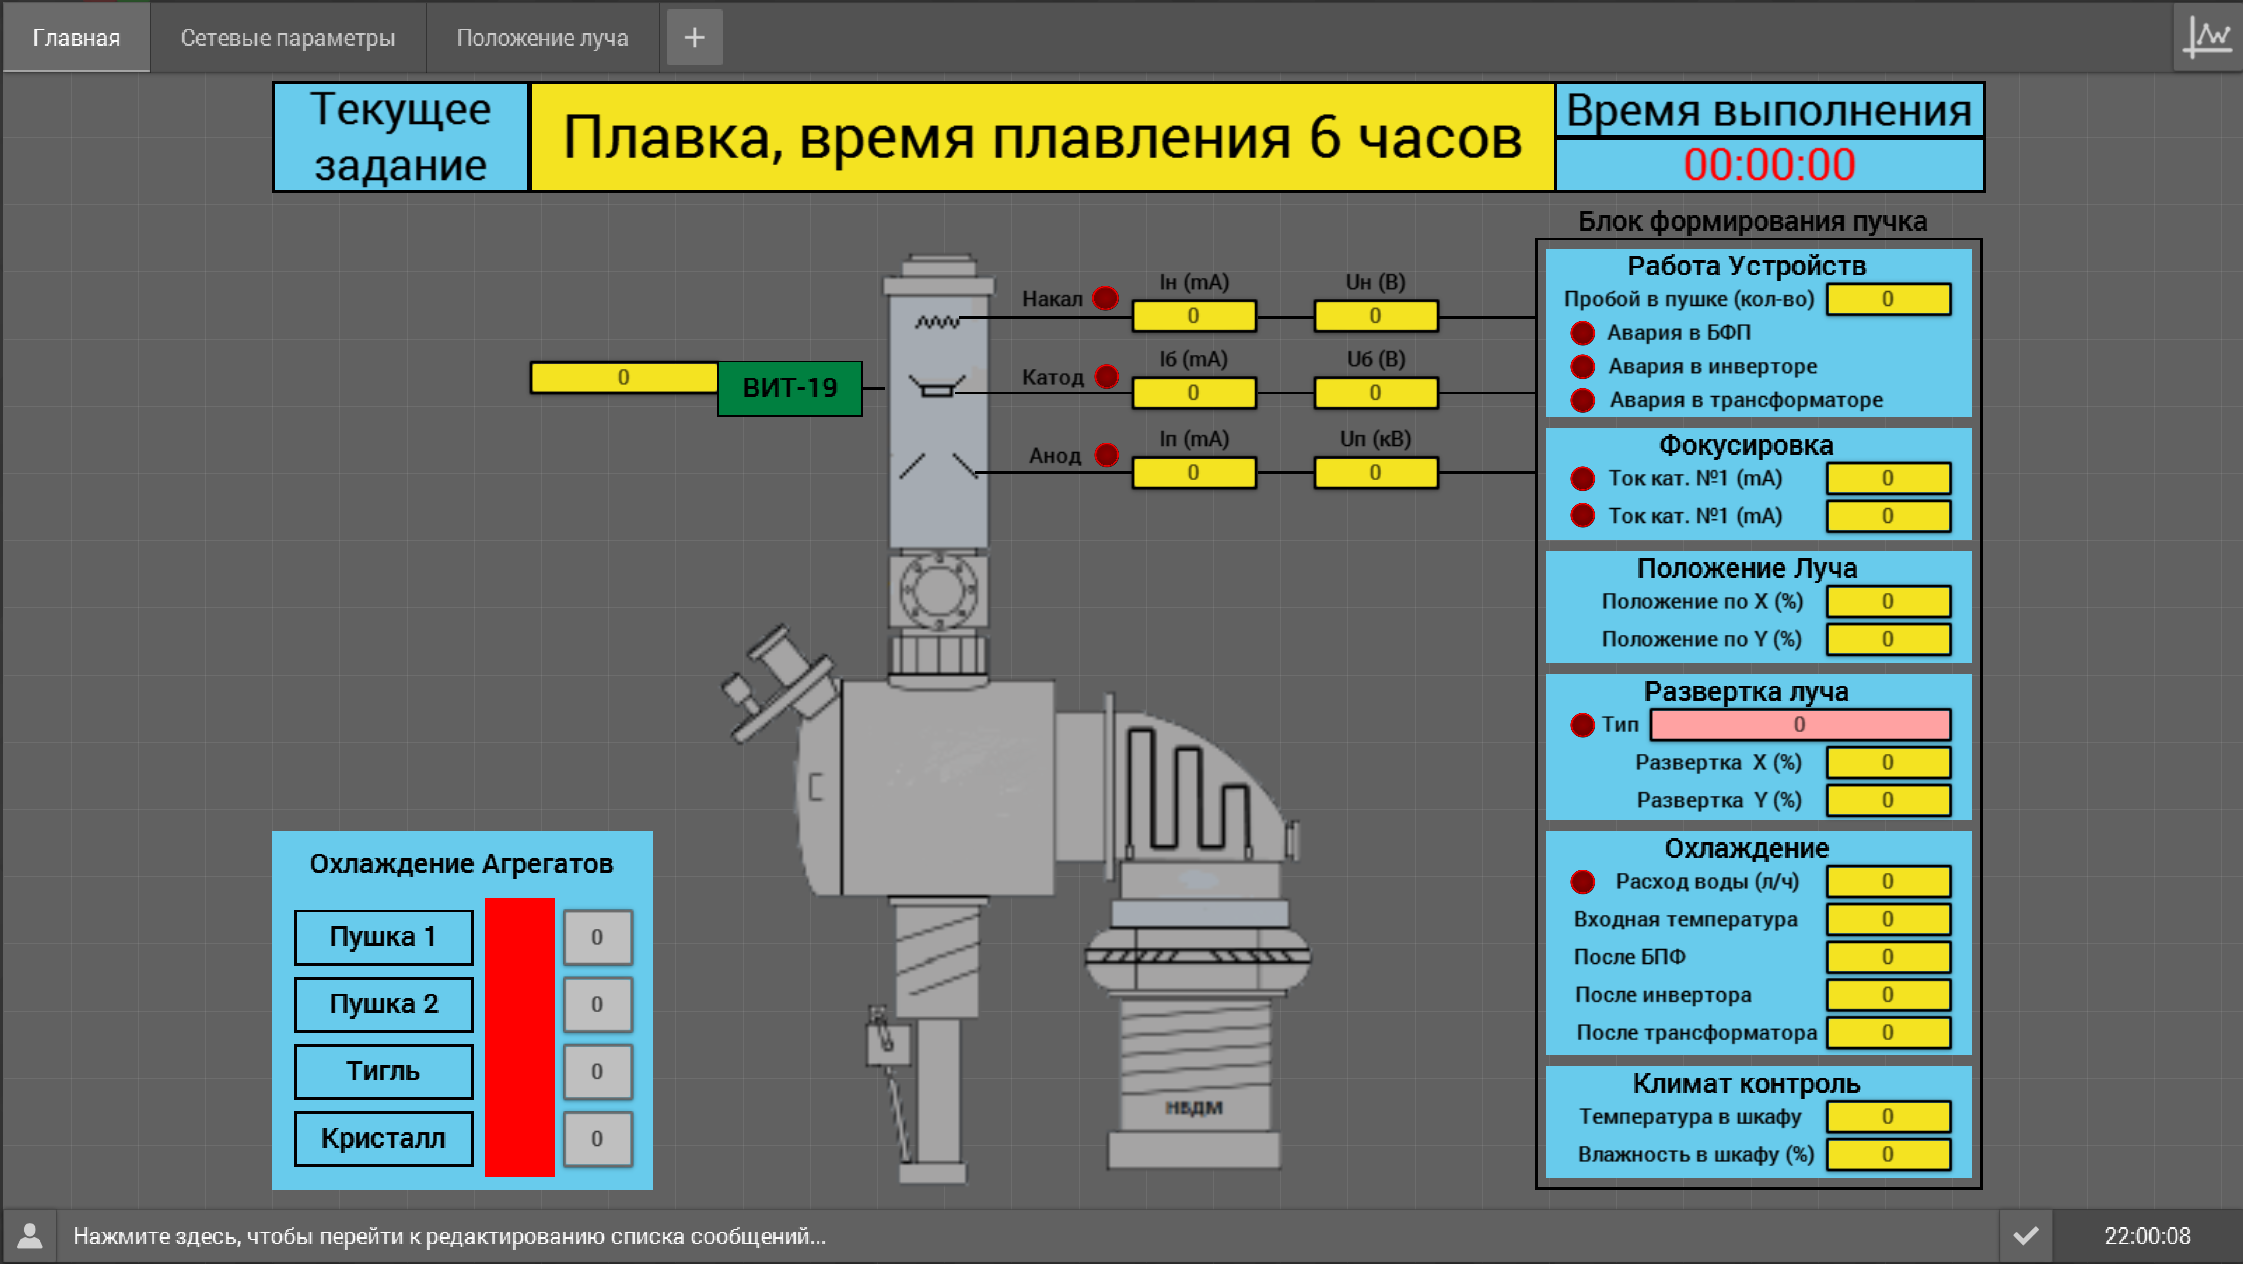 Главная
Сетевые параметры
Положение луча
+
Текущее
задание
Плавка, время плавления 6 часов
Время выполнения
00:00:00
Накал
Iн (mA)
0
Uн (В)
0
0
ВИТ-19
Катод
Iб (mA)
0
Uб (В)
0
Анод
Iп (mA)
0
Uп (кВ)
0
Блок формирования пучка
Работа Устройств
Пробой в пушке (кол-во) 0
Авария в БФП
Авария в инверторе
Авария в трансформаторе
Фокусировка
Ток кат. №1 (mA) 0
Ток кат. №1 (mA) 0
Положение Луча
Положение по X (%) 0
Положение по Y (%) 0
Развертка луча
Тип 0
Развертка X (%) 0
Развертка Y (%) 0
Охлаждение
Расход воды (л/ч) 0
Входная температура 0
После БПФ 0
После инвертора 0
После трансформатора 0
Климат контроль
Температура в шкафу 0
Влажность в шкафу (%) 0
Охлаждение Агрегатов
Пушка 1 0
Пушка 2 0
Тигль 0
Кристалл 0
НБДМ
Нажмите здесь, чтобы перейти к редактированию списка сообщений...
22:00:08